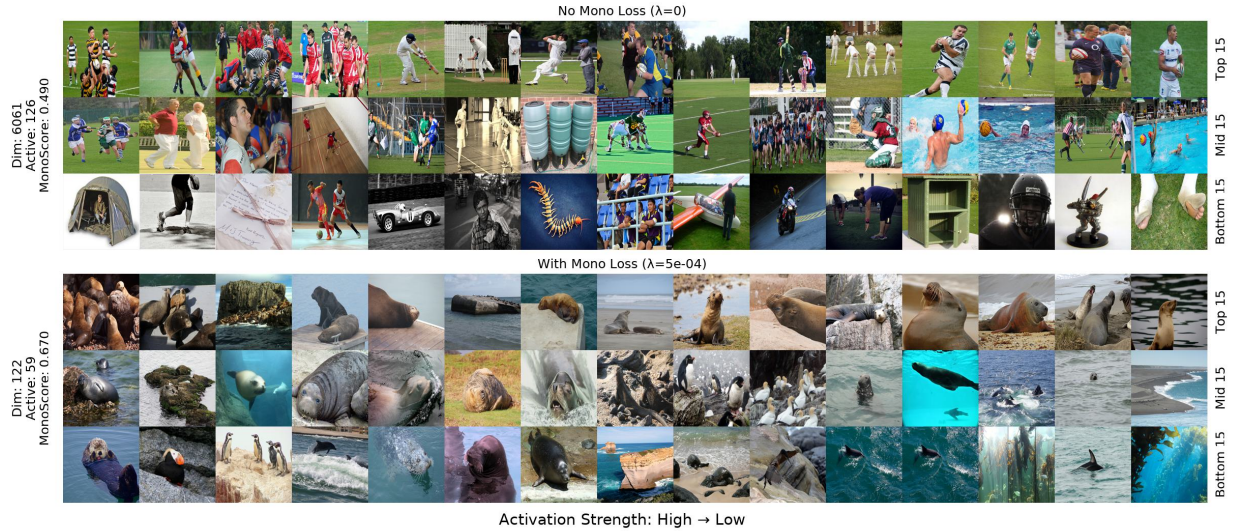 No Mono Loss (λ=0)
Dim: 6061
Active: 126
MonoScore: 0.490
Top 15
Mid 15
Bottom 15
With Mono Loss (λ=5e-04)
Dim: 122
Active: 59
MonoScore: 0.670
Top 15
Mid 15
Bottom 15
Activation Strength: High → Low